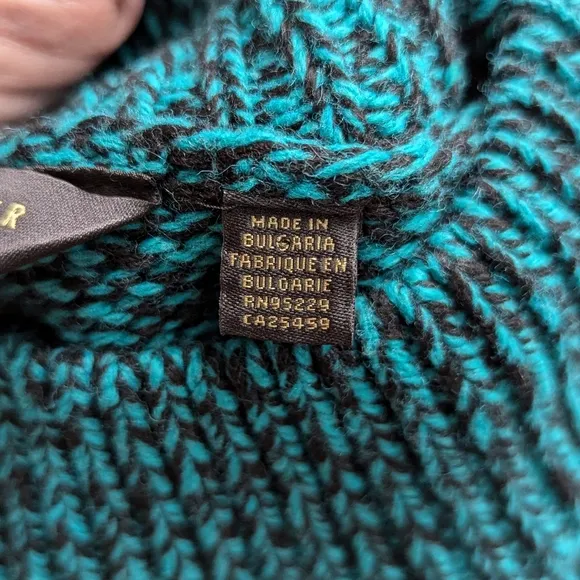 R
MADE IN
BULGARIA
FABRIQUE EN
BULGARIE
RN95229
CA25459